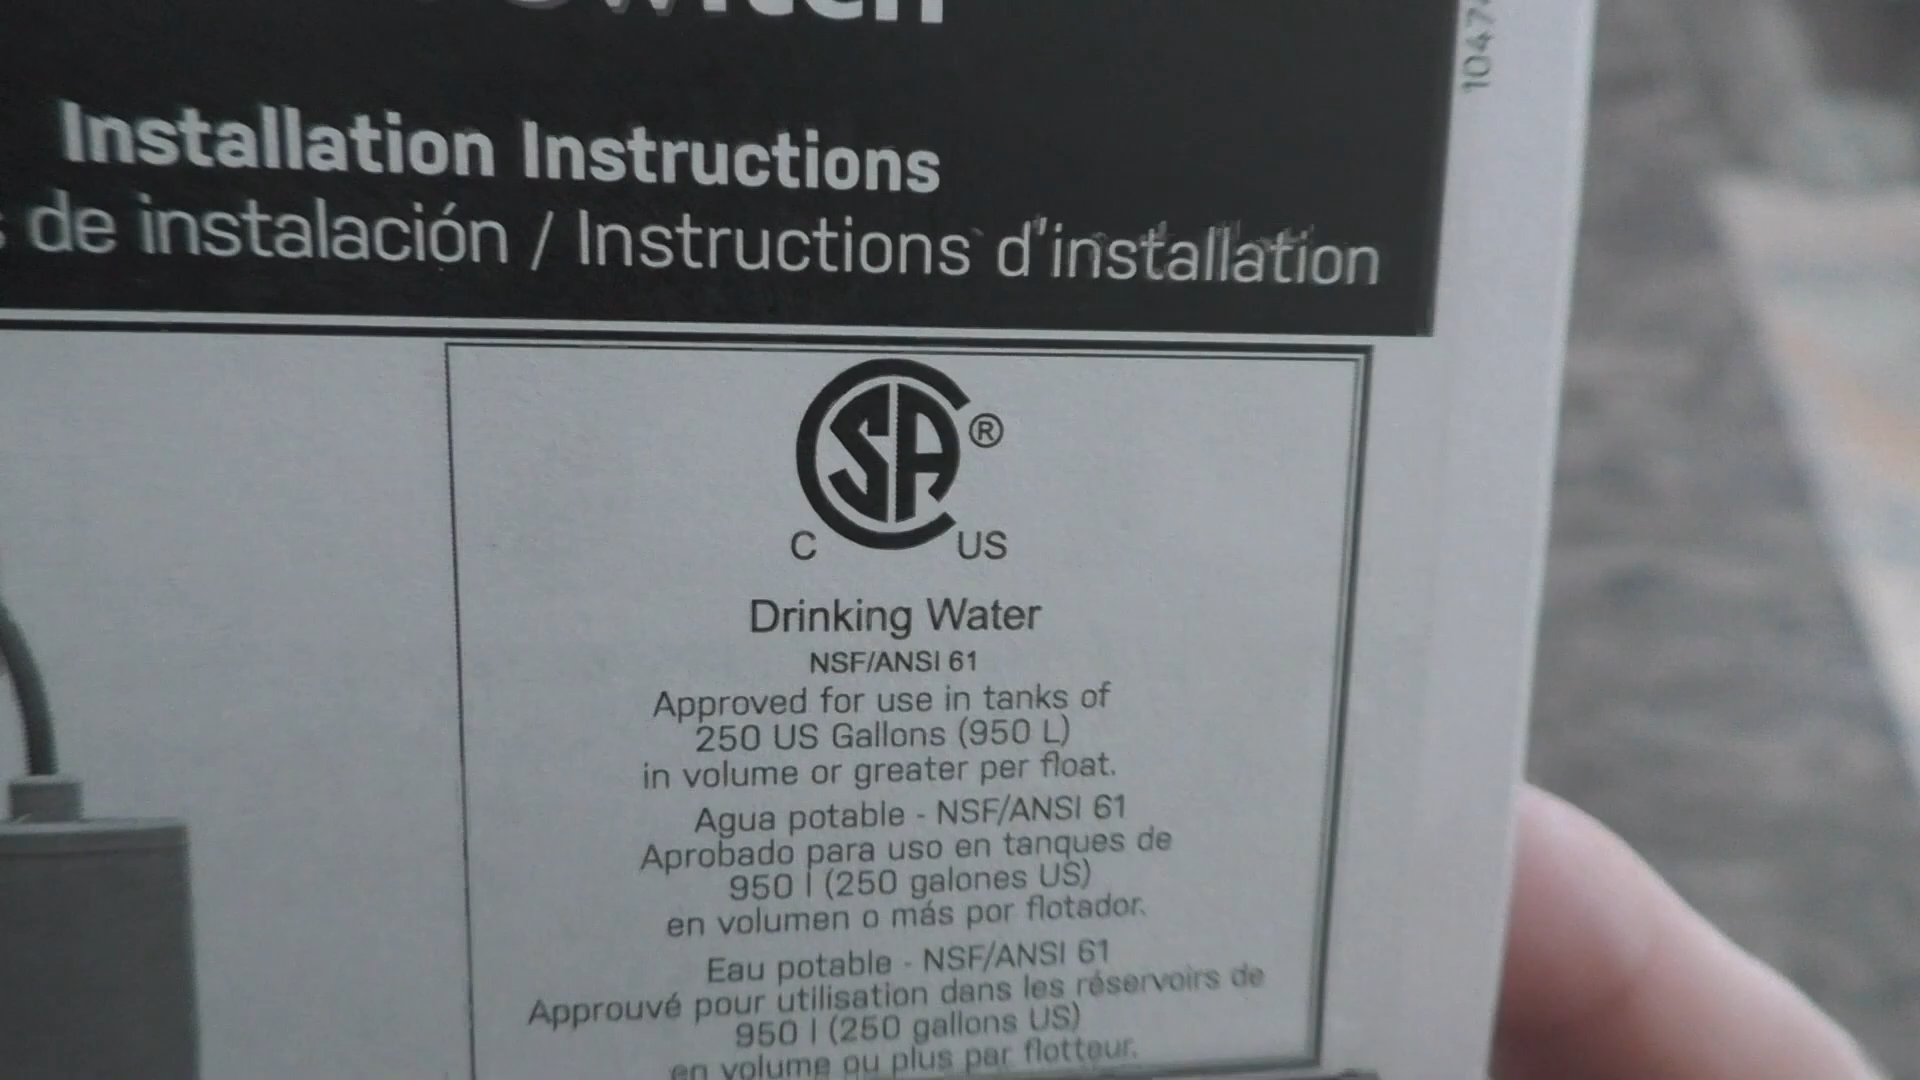 Installation Instructions
de instalación / Instructions d'installation
SA ®
C US
Drinking Water
NSF/ANSI 61
Approved for use in tanks of
250 US Gallons (950 L)
in volume or greater per float.
Agua potable - NSF/ANSI 61
Aprobado para uso en tanques de
950 l (250 galones US)
en volumen o más por flotador.
Eau potable - NSF/ANSI 61
Approuvé pour utilisation dans les réservoirs de
950 l (250 gallons US)
en volume ou plus par flotteur.